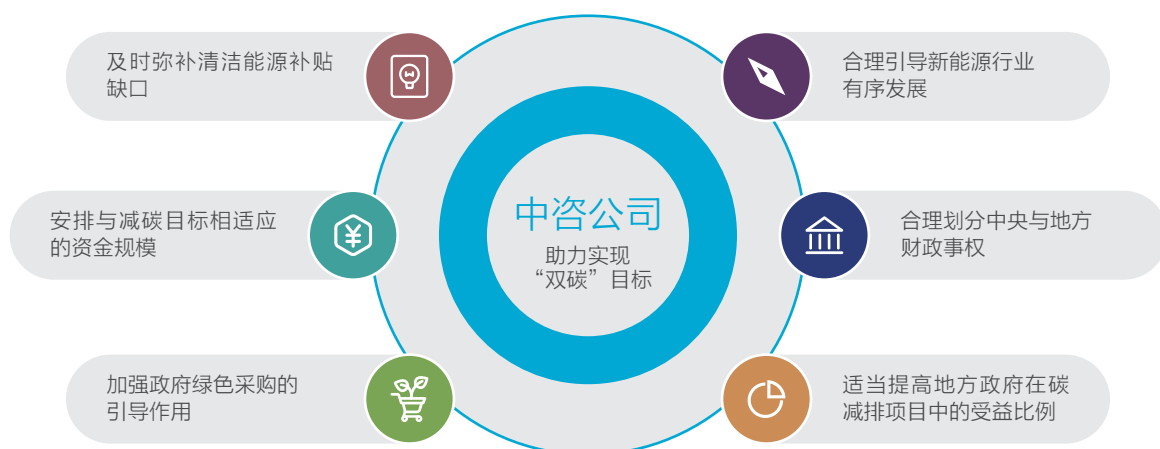 及时弥补清洁能源补贴
缺口
合理引导新能源行业
有序发展
安排与减碳目标相适应
的资金规模
中咨公司
助力实现
“双碳”目标
合理划分中央与地方
财政事权
加强政府绿色采购的
引导作用
适当提高地方政府在碳
减排项目中的受益比例